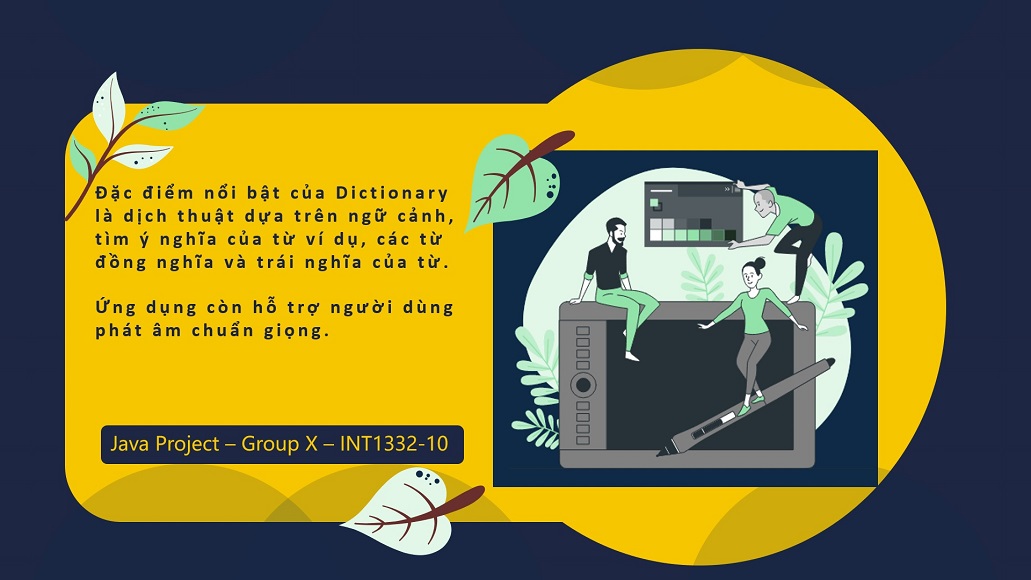 Đặc điểm nổi bật của Dictionary
là dịch thuật dựa trên ngữ cảnh,
tìm ý nghĩa của từ ví dụ, các từ
đồng nghĩa và trái nghĩa của từ.
Ứng dụng còn hỗ trợ người dùng
phát âm chuẩn giọng.
Java Project – Group X – INT1332-10